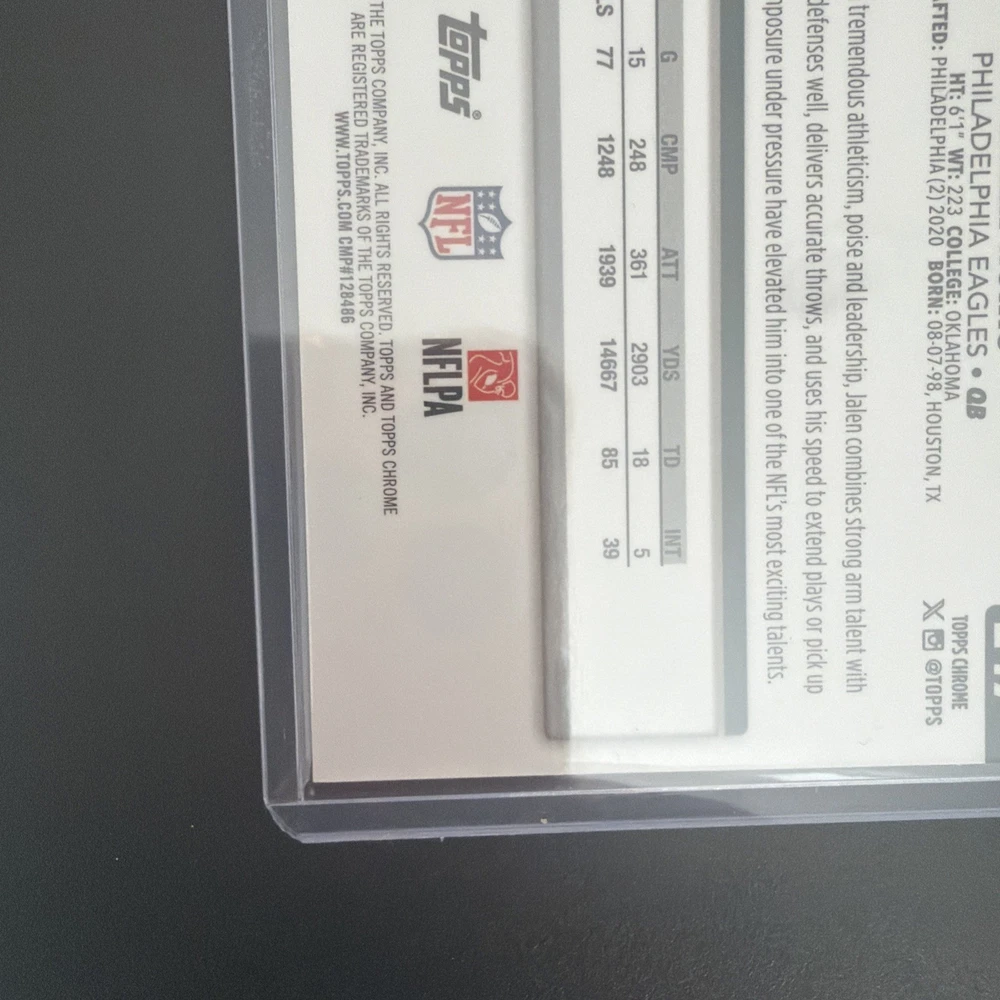 PHILADELPHIA EAGLES • QB
HT: 6'1" WT: 223 COLLEGE: OKLAHOMA
PHILADELPHIA (2) 2020 BORN: 08-07-98, HOUSTON, TX
TOPPS CHROME
@TOPPS
tremendous athleticism, poise and leadership, Jalen combines strong arm talent with
defenses well, delivers accurate throws, and uses his speed to extend plays or pick up
under pressure have elevated him into one of the NFL's most exciting talents.
G CMP ATT YDS TD INT
15 248 361 2903 18 5
77 1248 1939 14667 85 39
topps®
NFL
NFLPA
THE TOPPS COMPANY, INC. ALL RIGHTS RESERVED. TOPPS AND TOPPS CHROME
ARE REGISTERED TRADEMARKS OF THE TOPPS COMPANY, INC.
WWW.TOPPS.COM CMP#128486